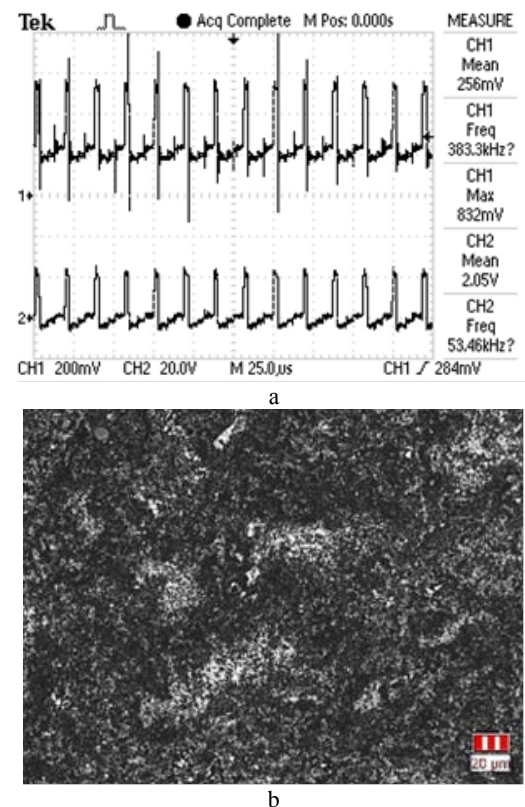 Tek Acq Complete M Pos: 0.000s MEASURE
CH1
Mean
256mV
CH1
Freq
383.3kHz?
1
CH1
Max
832mV
CH2
Mean
2.05V
2
CH2
Freq
53.46kHz?
CH1 200mV CH2 20.0V M 25.0µs CH1 284mV
a
20 µm
b